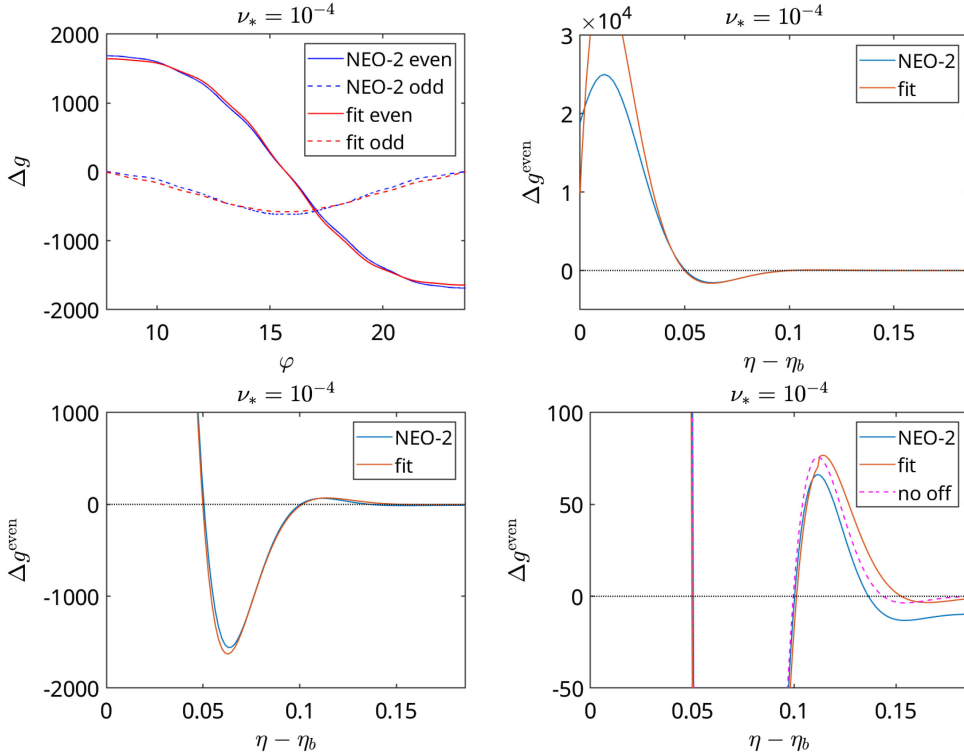 ν* = 10⁻⁴
2000
1000
0
-1000
-2000
Δg
10
15
20
φ
NEO-2 even
NEO-2 odd
fit even
fit odd
×10⁴
ν* = 10⁻⁴
3
2
1
0
Δg^even
0
0.05
0.1
0.15
η − η_b
NEO-2
fit
ν* = 10⁻⁴
1000
0
-1000
-2000
Δg^even
0
0.05
0.1
0.15
η − η_b
NEO-2
fit
ν* = 10⁻⁴
100
50
0
-50
Δg^even
0
0.05
0.1
0.15
η − η_b
NEO-2
fit
no off